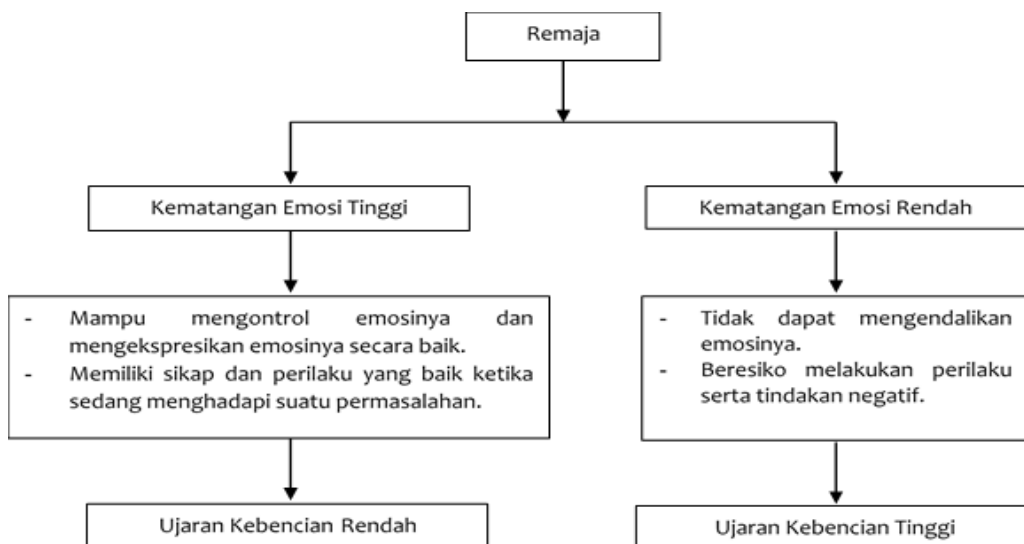 Remaja
Kematangan Emosi Tinggi
Kematangan Emosi Rendah
- Mampu mengontrol emosinya dan
mengekspresikan emosinya secara baik.
- Memiliki sikap dan perilaku yang baik ketika
sedang menghadapi suatu permasalahan.
- Tidak dapat mengendalikan
emosinya.
- Beresiko melakukan perilaku
serta tindakan negatif.
Ujaran Kebencian Rendah
Ujaran Kebencian Tinggi